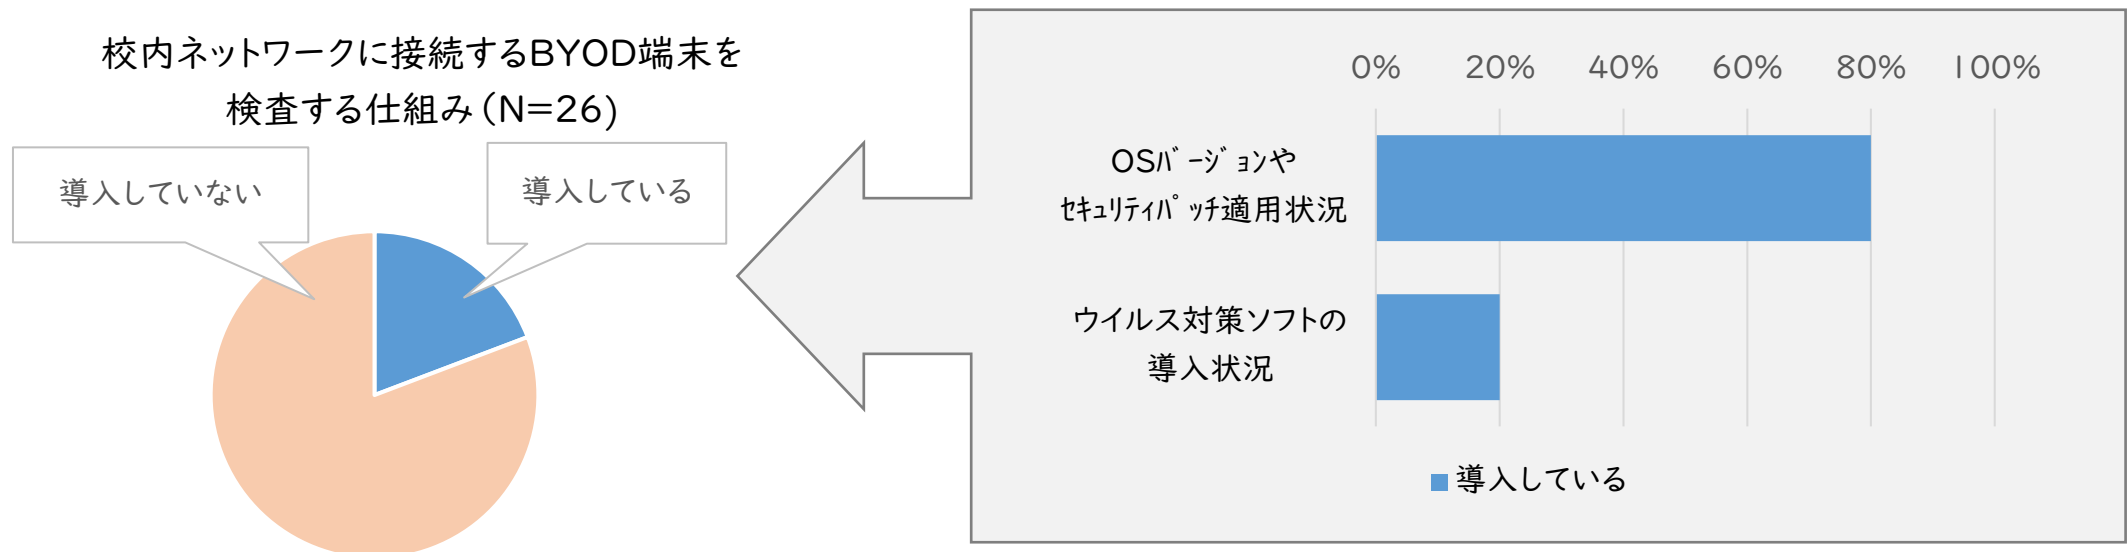 校内ネットワークに接続するBYOD端末を
検査する仕組み(N=26)
導入していない
導入している
0% 20% 40% 60% 80% 100%
OSﾊﾞｰｼﾞｮﾝや
ｾｷｭﾘﾃｨﾊﾟｯﾁ適用状況
ウイルス対策ソフトの
導入状況
導入している